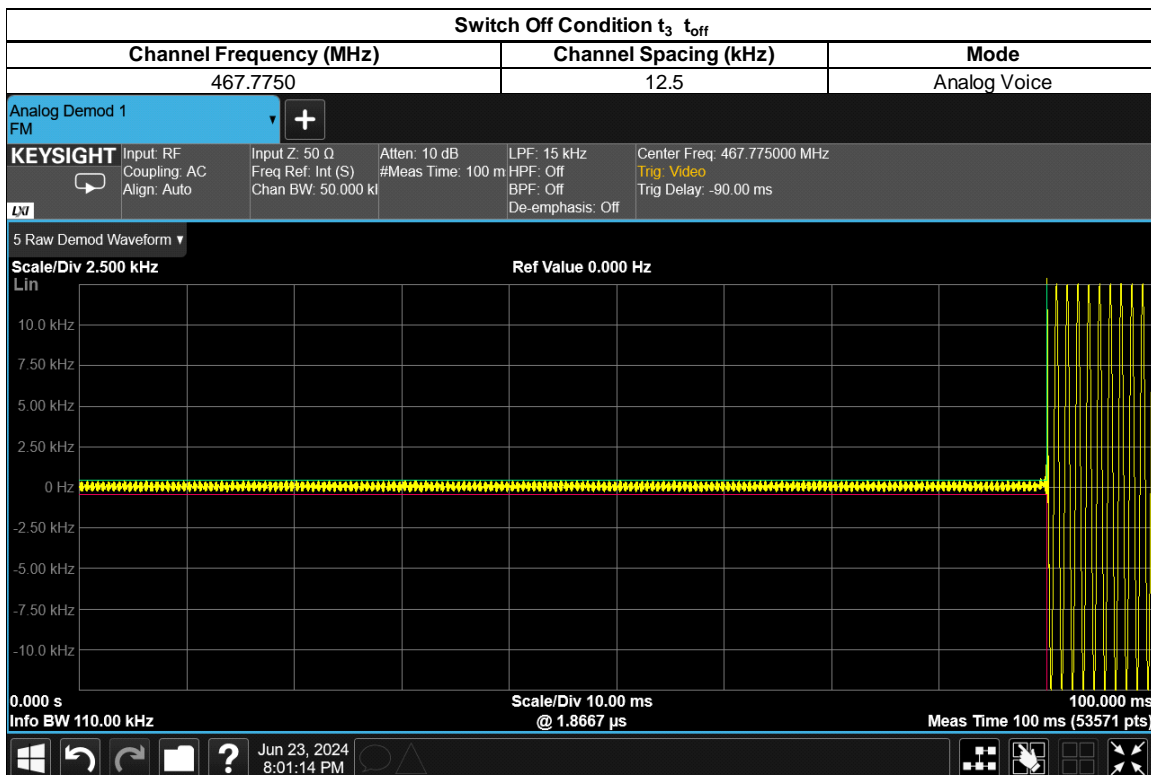 Switch Off Condition t3 toff
Channel Frequency (MHz) Channel Spacing (kHz) Mode
467.7750 12.5 Analog Voice
Analog Demod 1
FM
+
KEYSIGHT Input: RF Input Z: 50 Ω Atten: 10 dB LPF: 15 kHz Center Freq: 467.775000 MHz
Coupling: AC Freq Ref: Int (S) #Meas Time: 100 m HPF: Off Trig: Video
Align: Auto Chan BW: 50.000 kl BPF: Off Trig Delay: -90.00 ms
LXI De-emphasis: Off
5 Raw Demod Waveform
Scale/Div 2.500 kHz Ref Value 0.000 Hz
Lin
10.0 kHz
7.50 kHz
5.00 kHz
2.50 kHz
0 Hz
-2.50 kHz
-5.00 kHz
-7.50 kHz
-10.0 kHz
0.000 s Scale/Div 10.00 ms 100.000 ms
Info BW 110.00 kHz @ 1.8667 µs Meas Time 100 ms (53571 pts)
? Jun 23, 2024
8:01:14 PM